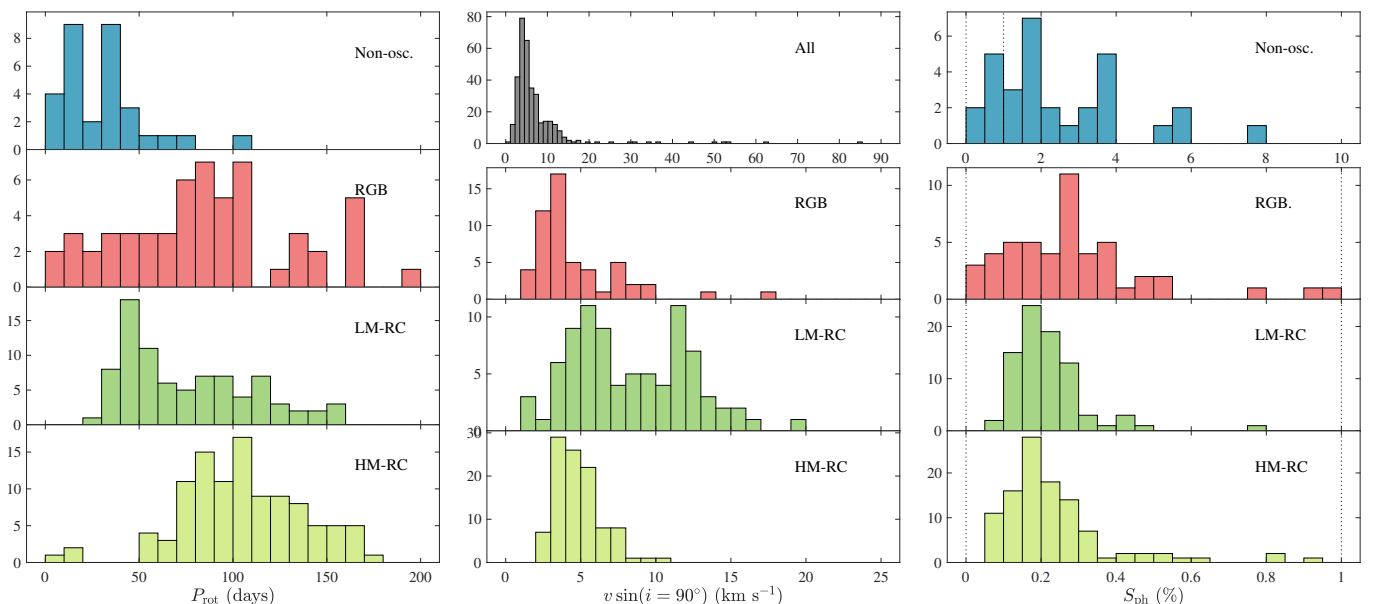 Non-osc.
8
6
4
2
0
RGB
6
4
2
0
LM-RC
15
10
5
0
HM-RC
15
10
5
0
0 50 100 150 200
P_rot (days)
All
80
60
40
20
0
0 10 20 30 40 50 60 70 80 90
RGB
15
10
5
0
LM-RC
10
5
0
HM-RC
30
20
10
0
0 5 10 15 20 25
v sin(i = 90°) (km s⁻¹)
Non-osc.
6
4
2
0
0 2 4 6 8 10
RGB.
10
5
0
LM-RC
20
10
0
HM-RC
20
10
0
0 0.2 0.4 0.6 0.8 1
S_ph (%)